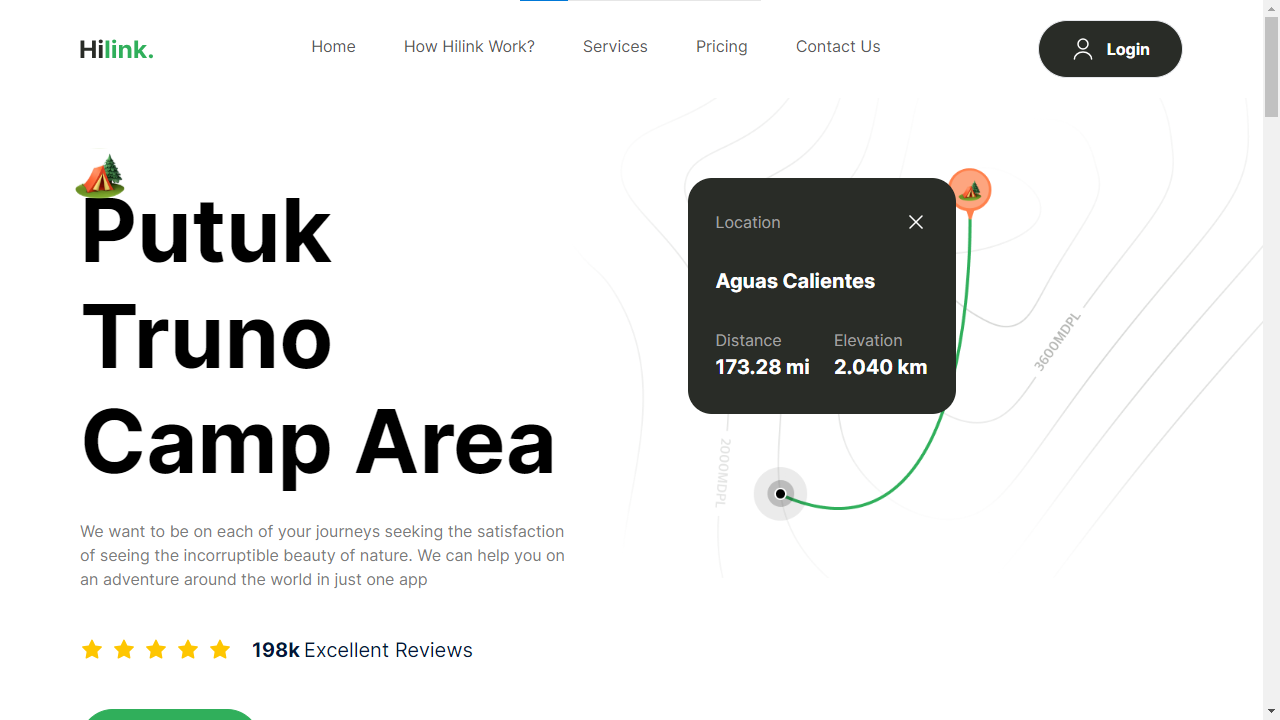 Hilink.
Home
How Hilink Work?
Services
Pricing
Contact Us
Login
Putuk
Truno
Camp Area
We want to be on each of your journeys seeking the satisfaction
of seeing the incorruptible beauty of nature. We can help you on
an adventure around the world in just one app
198k Excellent Reviews
Location
Aguas Calientes
Distance
Elevation
173.28 mi
2.040 km
3600MDPL
2000MDPL